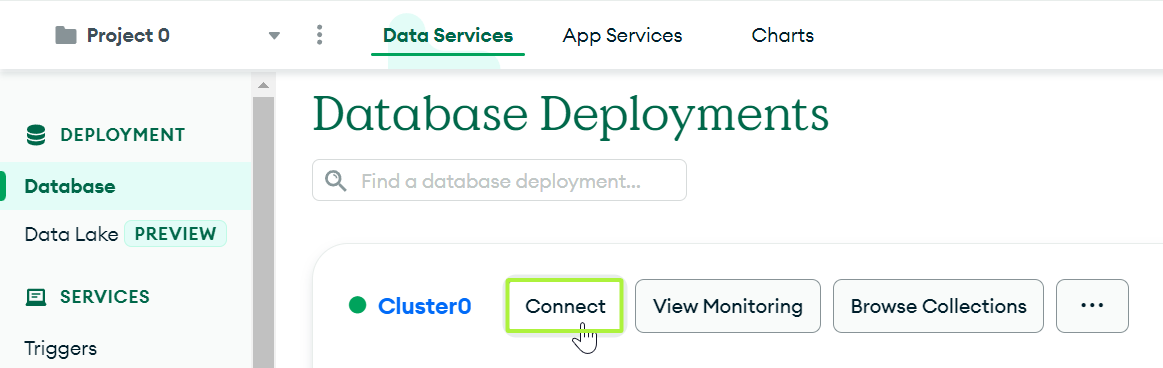 Project 0
Data Services
App Services
Charts
DEPLOYMENT
Database
Data Lake PREVIEW
SERVICES
Triggers
Database Deployments
Find a database deployment...
Cluster0
Connect
View Monitoring
Browse Collections
...